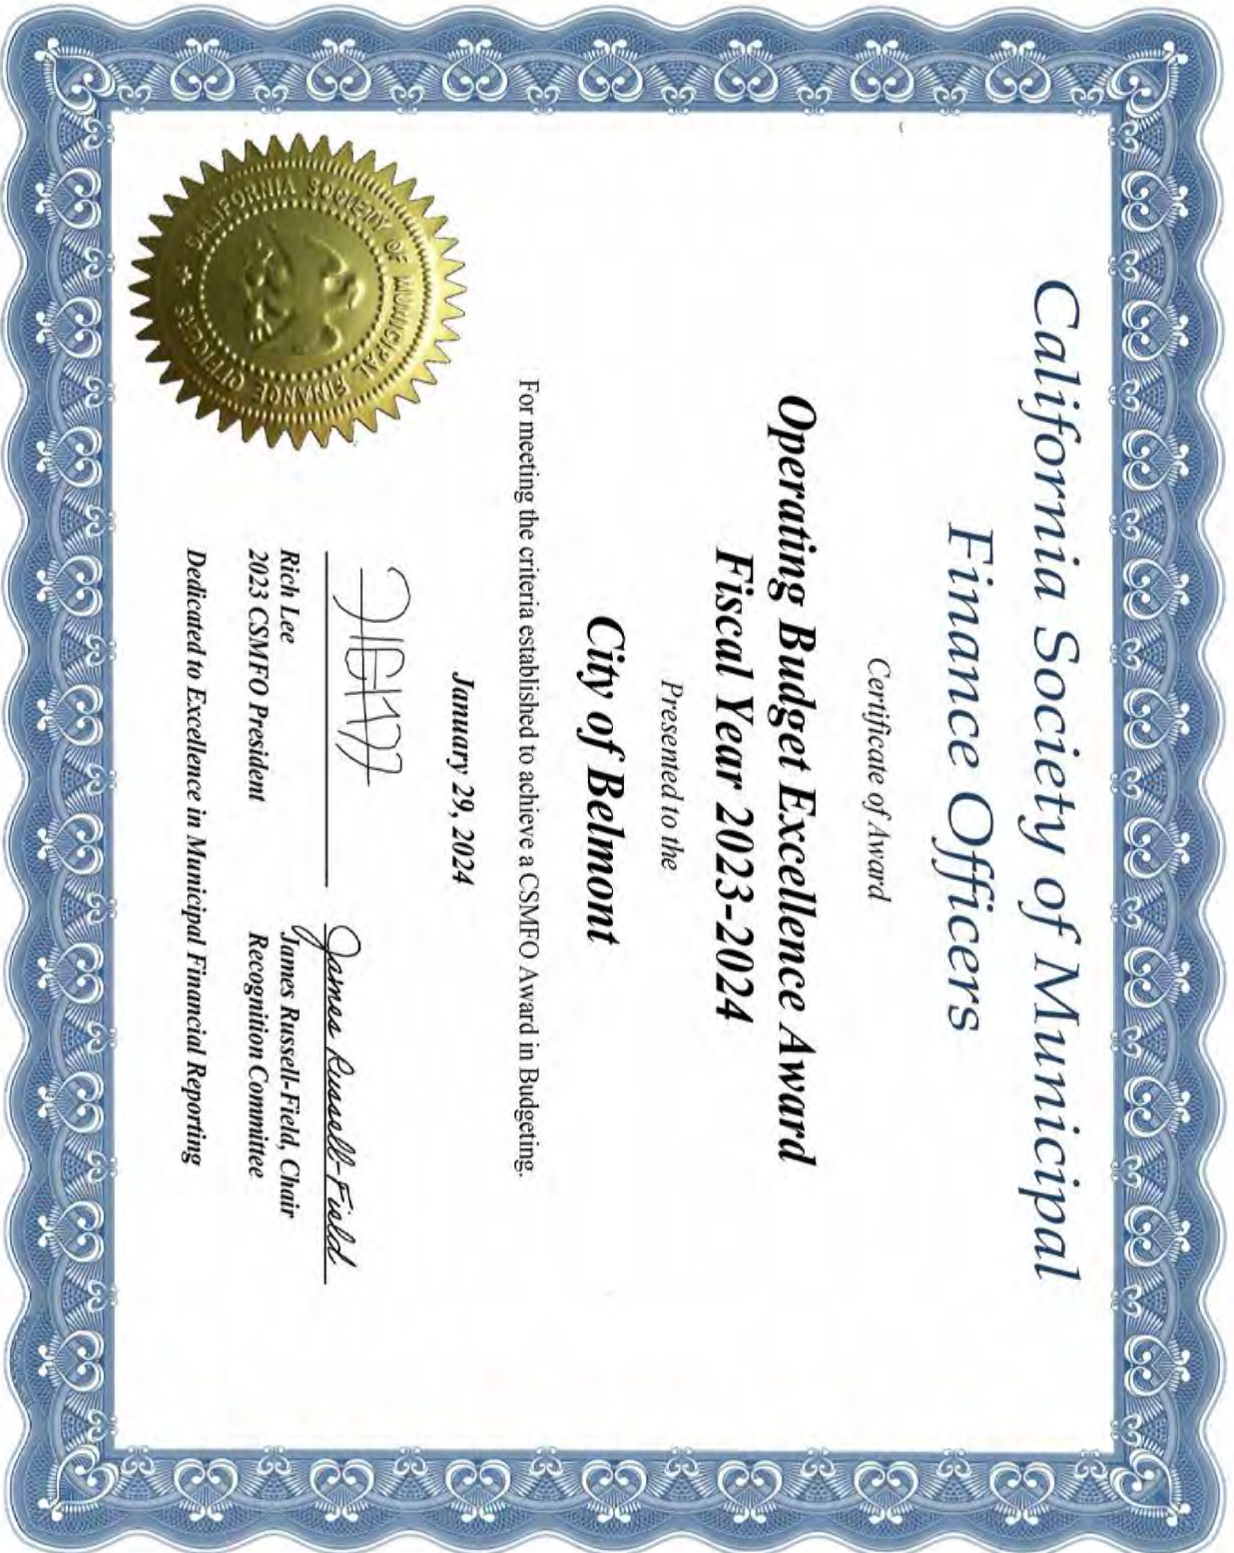 California Society of Municipal
Finance Officers
Certificate of Award
Operating Budget Excellence Award
Fiscal Year 2023-2024
Presented to the
City of Belmont
For meeting the criteria established to achieve a CSMFO Award in Budgeting.
January 29, 2024
James Russell-Field
Rich Lee
James Russell-Field, Chair
2023 CSMFO President
Recognition Committee
Dedicated to Excellence in Municipal Financial Reporting
CALIFORNIA SOCIETY OF MUNICIPAL FINANCE OFFICERS